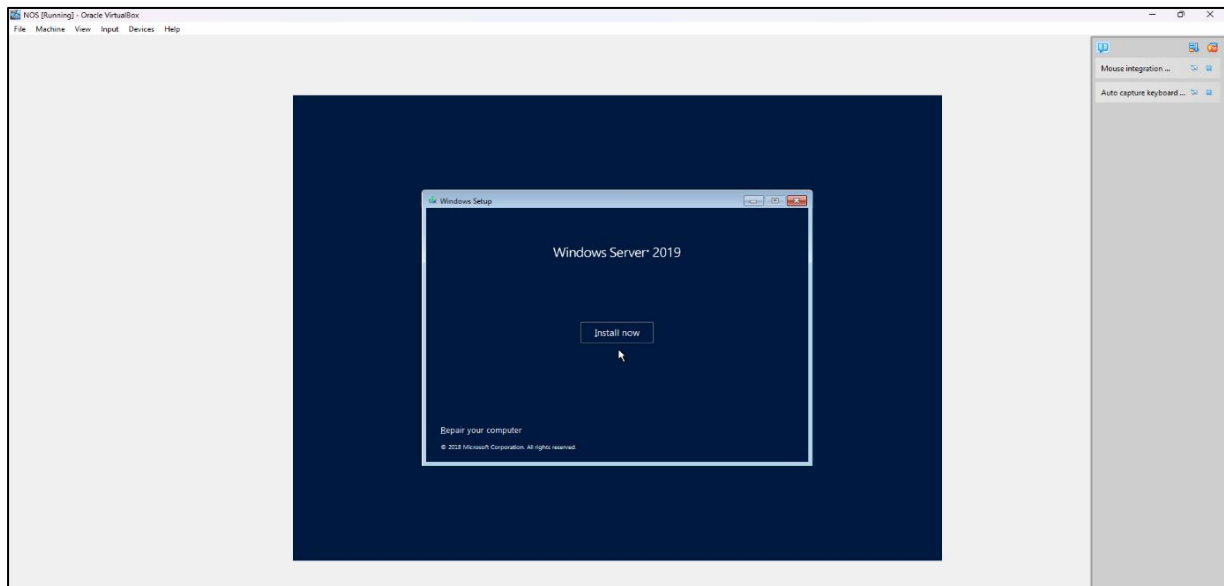 NOS [Running] - Oracle VirtualBox
File Machine View Input Devices Help
Mouse integration ...
Auto capture keyboard ...
Windows Setup
Windows Server® 2019
Install now
Repair your computer
© 2018 Microsoft Corporation. All rights reserved.